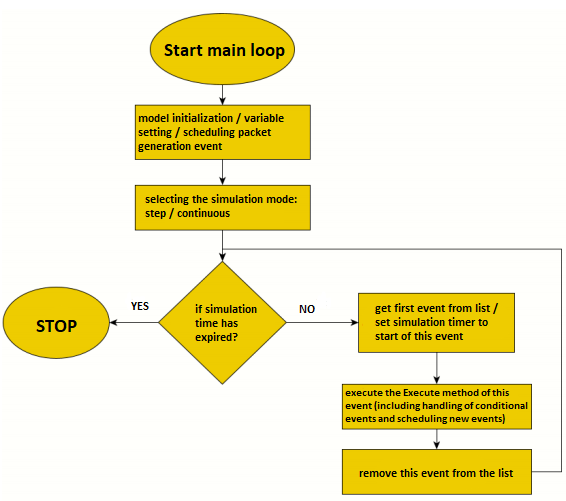 Start main loop
model initialization / variable
setting / scheduling packet
generation event
selecting the simulation mode:
step / continuous
if simulation
time has
expired?
YES
STOP
NO
get first event from list /
set simulation timer to
start of this event
execute the Execute method of this
event (including handling of conditional
events and scheduling new events)
remove this event from the list